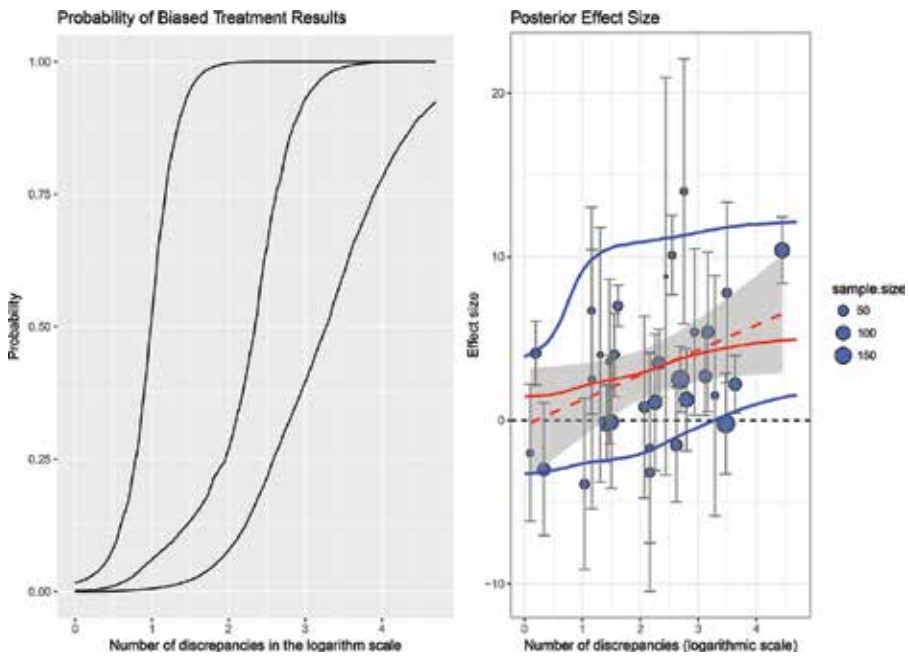 Probability of Biased Treatment Results
Probability
1.00
0.75
0.50
0.25
0.00
0 1 2 3 4
Number of discrepancies in the logarithm scale
Posterior Effect Size
Effect size
20
10
0
−10
0 1 2 3 4
Number of discrepancies (logarithmic scale)
sample.size
50
100
150